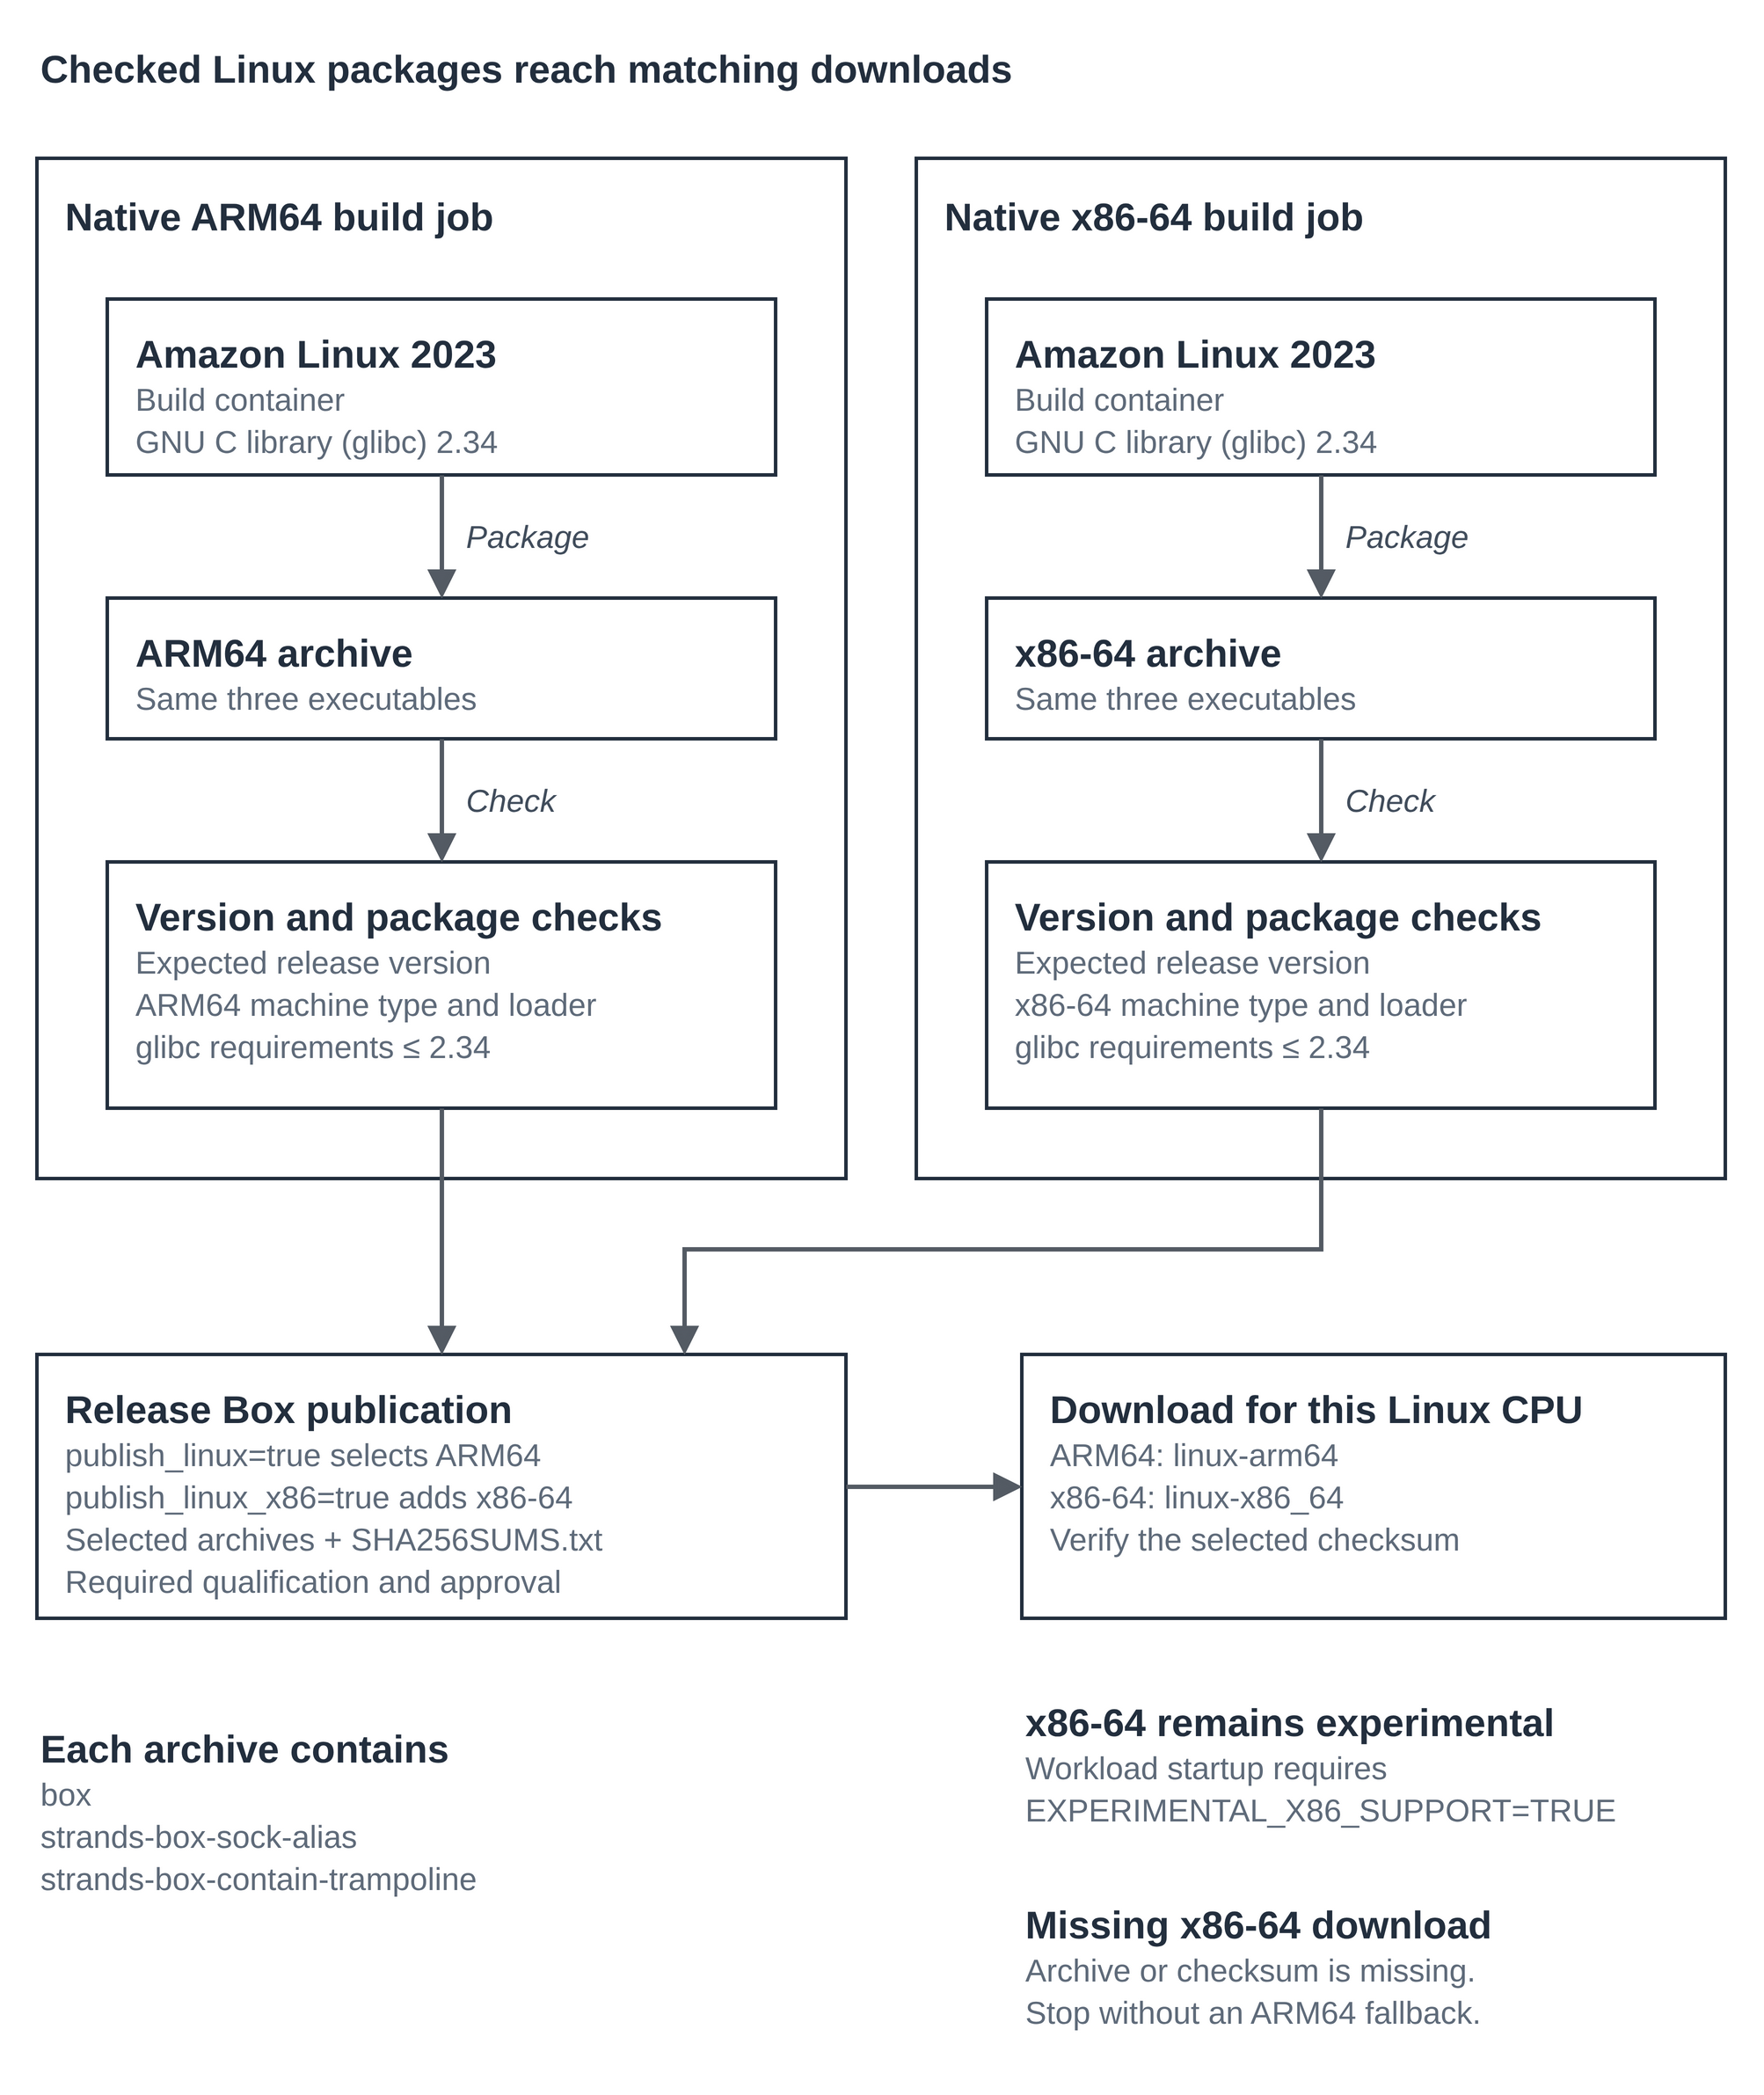 Checked Linux packages reach matching downloads
Native ARM64 build job
Amazon Linux 2023
Build container
GNU C library (glibc) 2.34
Package
ARM64 archive
Same three executables
Check
Version and package checks
Expected release version
ARM64 machine type and loader
glibc requirements ≤ 2.34
Native x86-64 build job
Amazon Linux 2023
Build container
GNU C library (glibc) 2.34
Package
x86-64 archive
Same three executables
Check
Version and package checks
Expected release version
x86-64 machine type and loader
glibc requirements ≤ 2.34
Release Box publication
publish_linux=true selects ARM64
publish_linux_x86=true adds x86-64
Selected archives + SHA256SUMS.txt
Required qualification and approval
Download for this Linux CPU
ARM64: linux-arm64
x86-64: linux-x86_64
Verify the selected checksum
Each archive contains
box
strands-box-sock-alias
strands-box-contain-trampoline
x86-64 remains experimental
Workload startup requires
EXPERIMENTAL_X86_SUPPORT=TRUE
Missing x86-64 download
Archive or checksum is missing.
Stop without an ARM64 fallback.